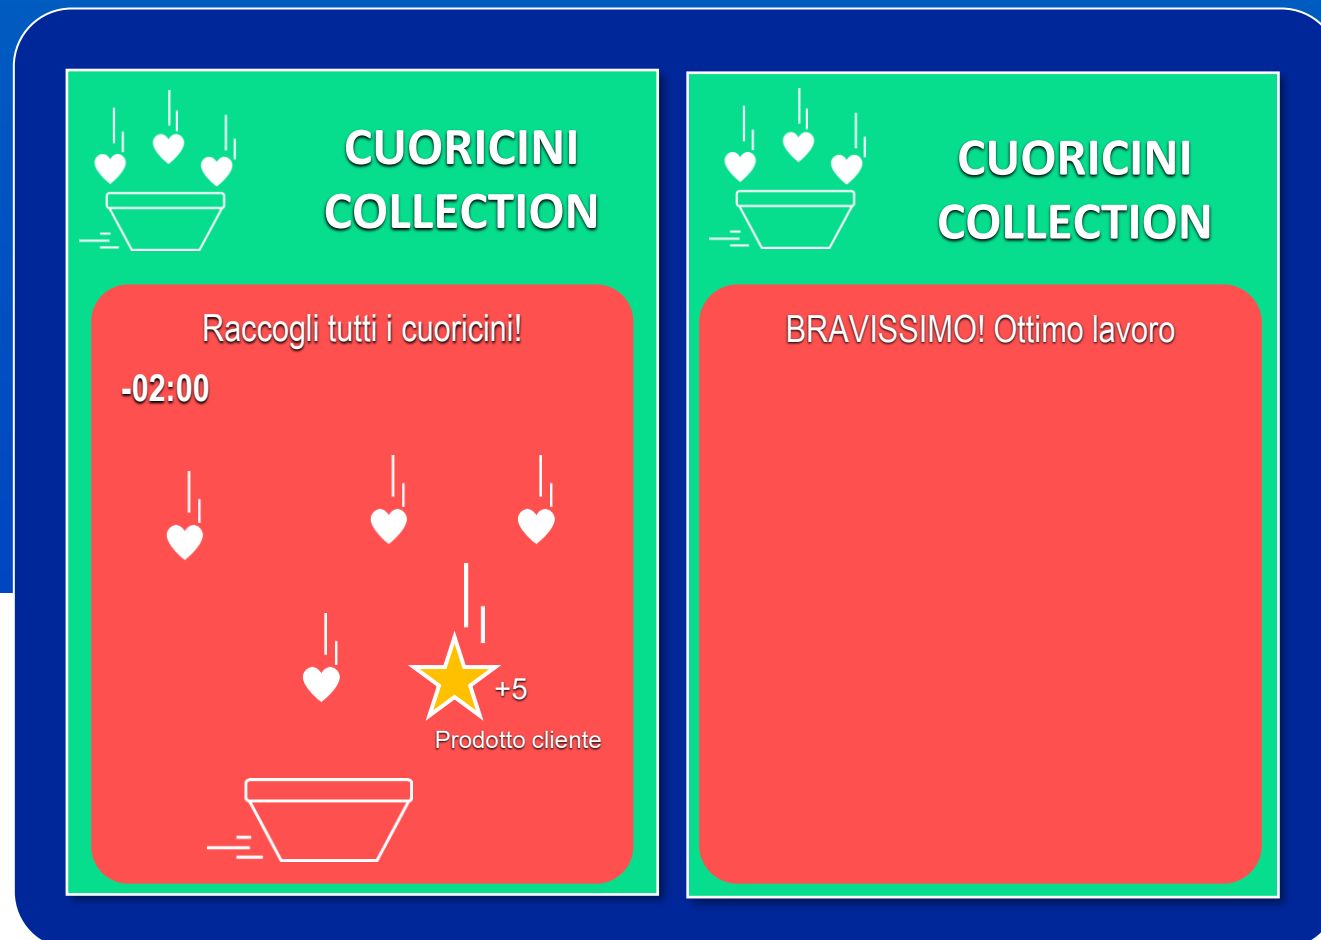 CUORICINI
COLLECTION
Raccogli tutti i cuoricini!
-02:00
+5
Prodotto cliente
CUORICINI
COLLECTION
BRAVISSIMO! Ottimo lavoro